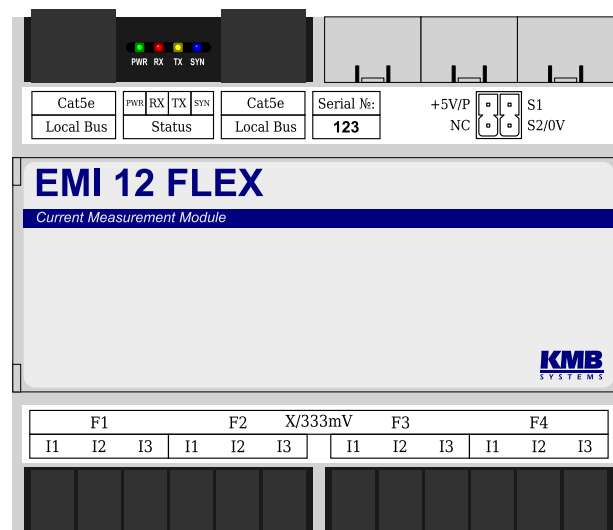 PWR RX TX SYN
Cat5e PWR RX TX SYN Cat5e Serial №: +5V/P S1
Local Bus Status Local Bus 123 NC S2/0V
EMI 12 FLEX
Current Measurement Module
KMB
SYSTEMS
F1 F2 X/333mV F3 F4
I1 I2 I3 I1 I2 I3 I1 I2 I3 I1 I2 I3